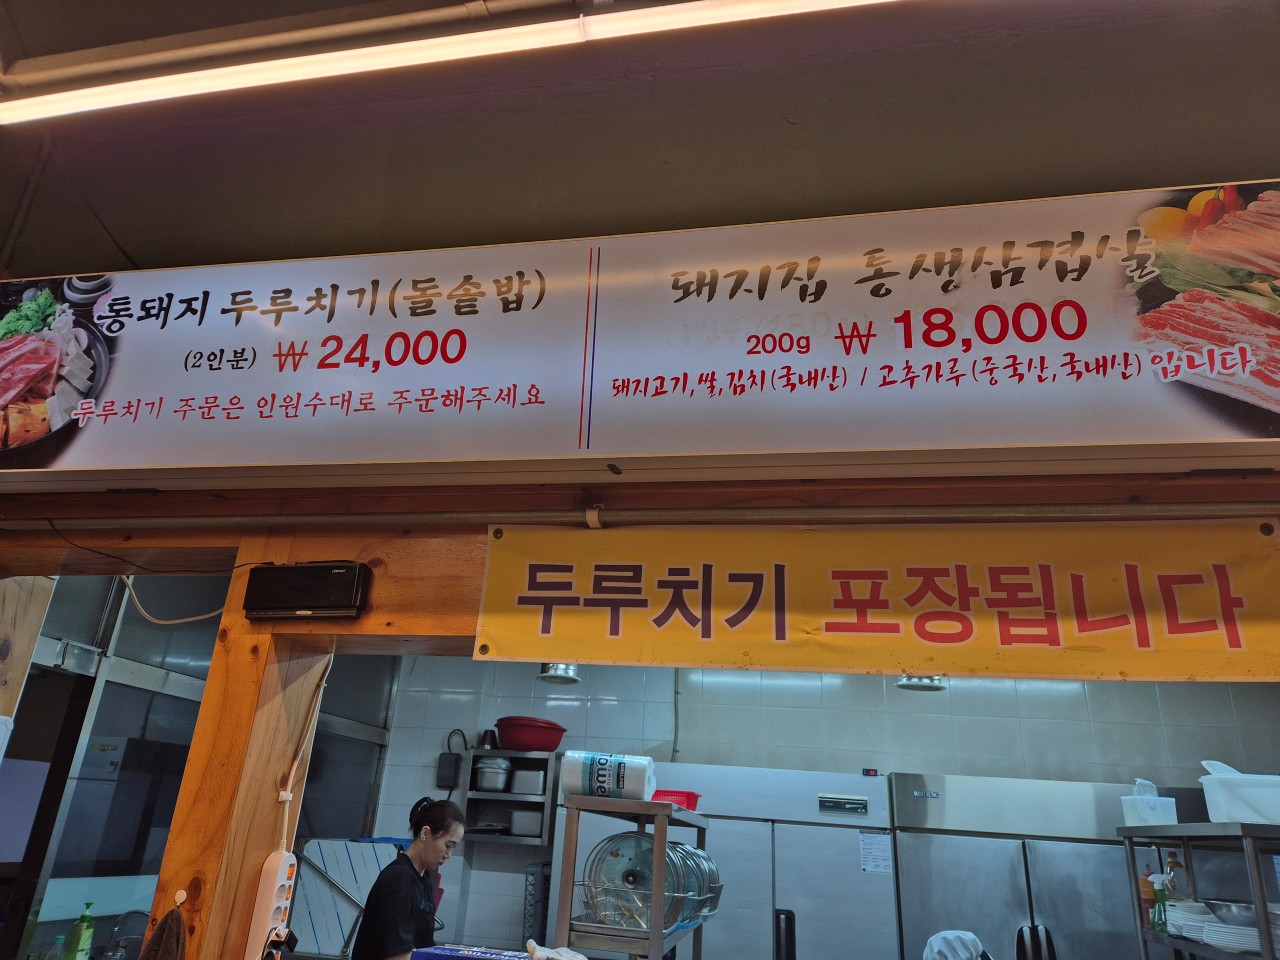 통돼지 두루치기(돌솥밥)
(2인분) ₩ 24,000
두루치기 주문은 인원수대로 주문해주세요
돼지집 통생삼겹살
200g ₩ 18,000
돼지고기,쌀,김치(국내산) / 고추가루(중국산,국내산) 입니다
두루치기 포장됩니다